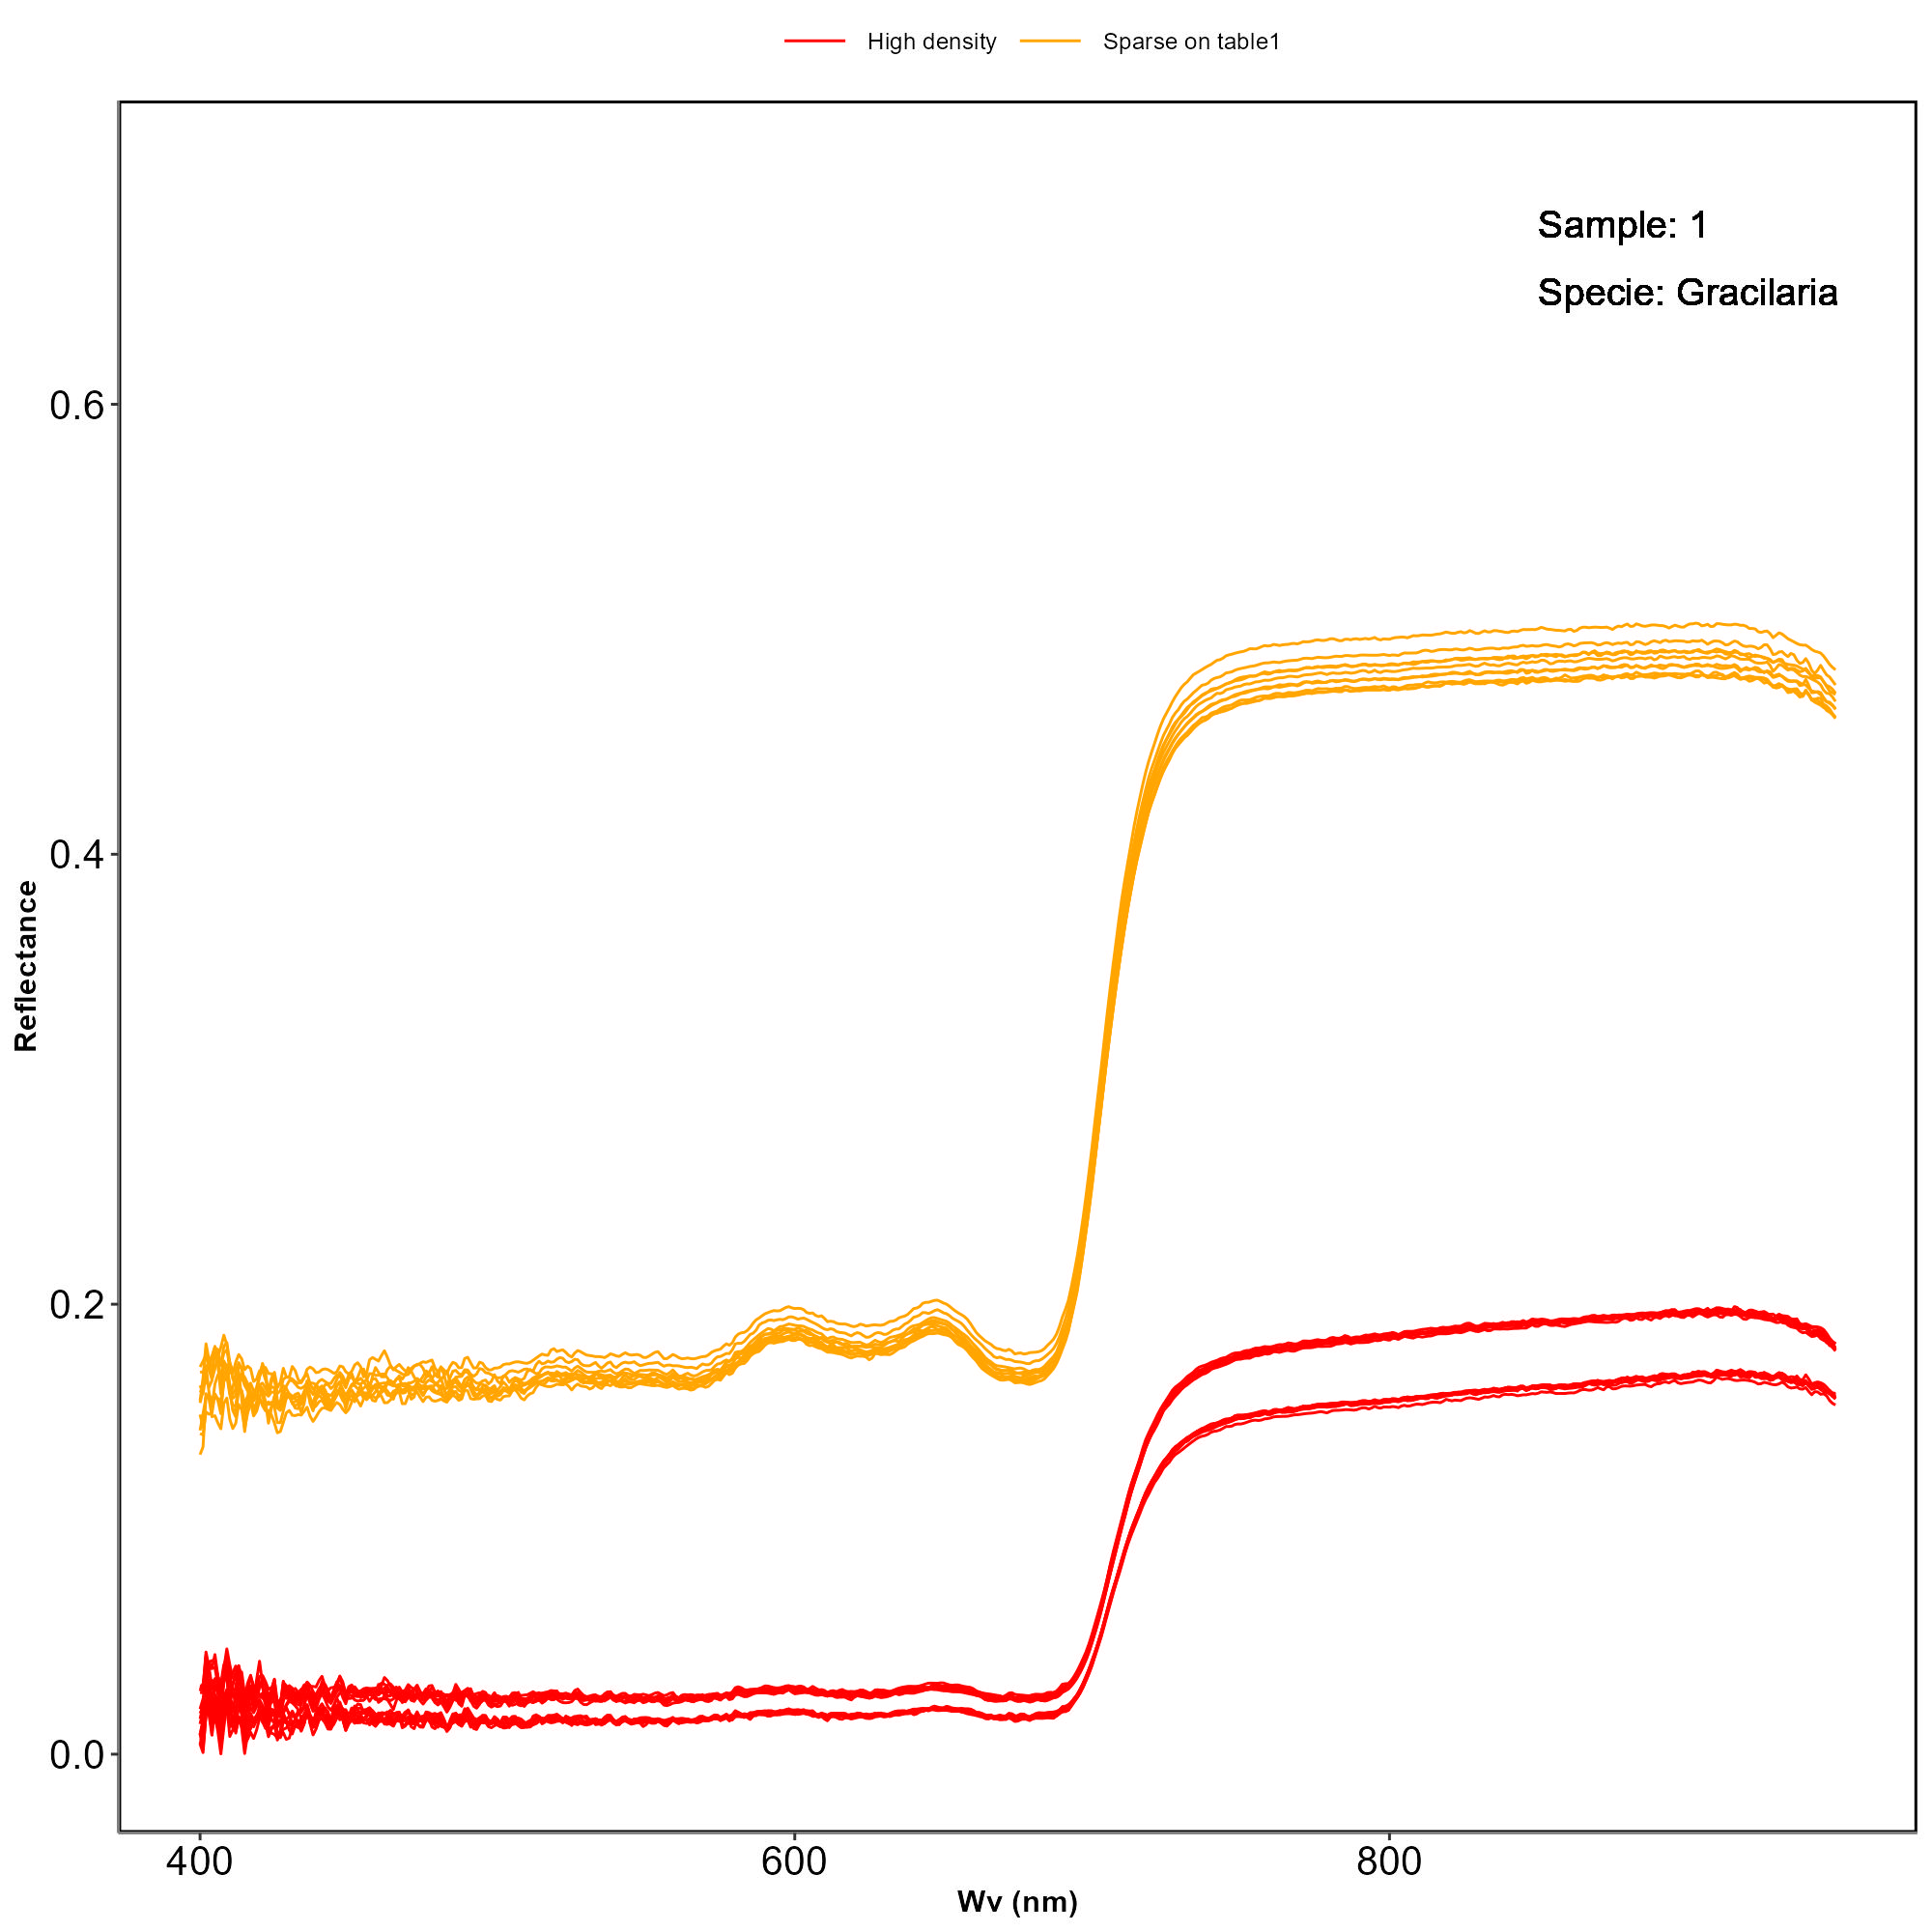 High density Sparse on table1
Sample: 1
Specie: Gracilaria
0.6
0.4
0.2
0.0
Reflectance
400 600 800
Wv (nm)